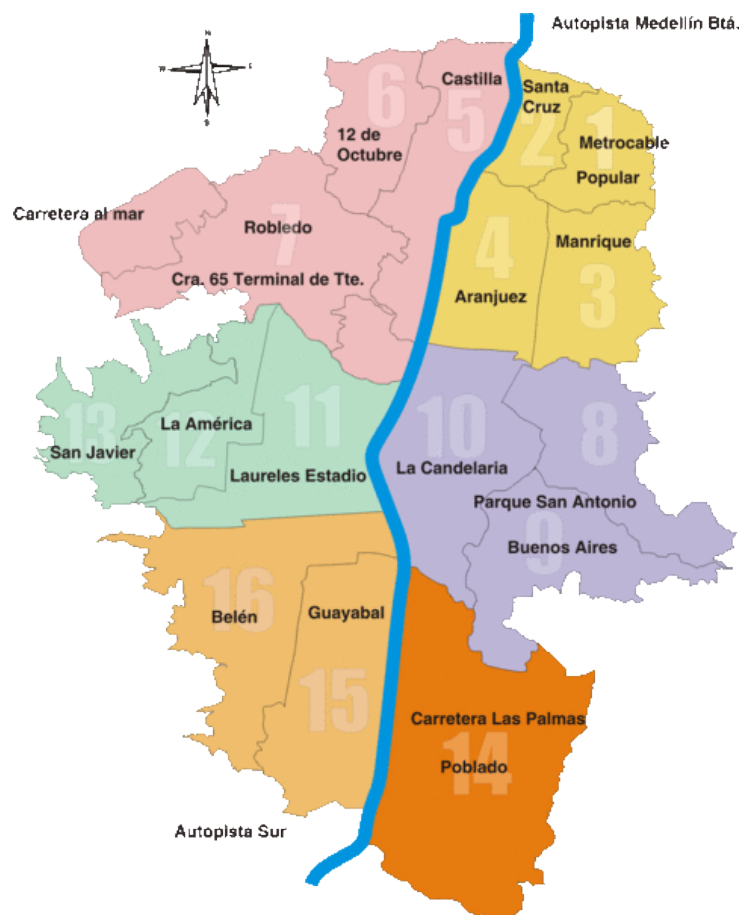 Autopista Medellín Btá.
N
W
E
S
6
Castilla
5
Santa
Cruz
2
1
Metrocable
Popular
12 de
Octubre
Carretera al mar
Robledo
7
Cra. 65 Terminal de Tte.
4
Aranjuez
Manrique
3
13
San Javier
La América
12
11
Laureles Estadio
10
La Candelaria
8
Parque San Antonio
9
Buenos Aires
16
Belén
Guayabal
15
Carretera Las Palmas
14
Poblado
Autopista Sur